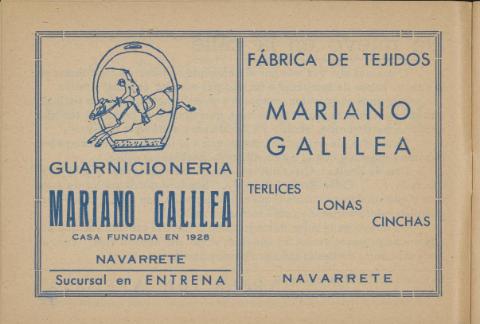 GUARNICIONERIA
MARIANO GALILEA
CASA FUNDADA EN 1928
NAVARRETE
Sucursal en ENTRENA
FÁBRICA DE TEJIDOS
MARIANO
GALILEA
TERLICES
LONAS
CINCHAS
NAVARRETE